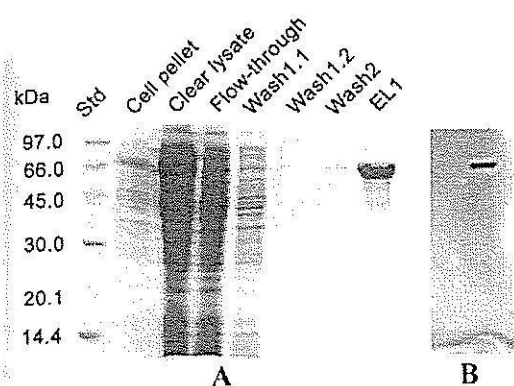 kDa
Std
Cell pellet
Clear lysate
Flow-through
Wash1.1
Wash1.2
Wash2
EL1
97.0
66.0
45.0
30.0
20.1
14.4
A
B